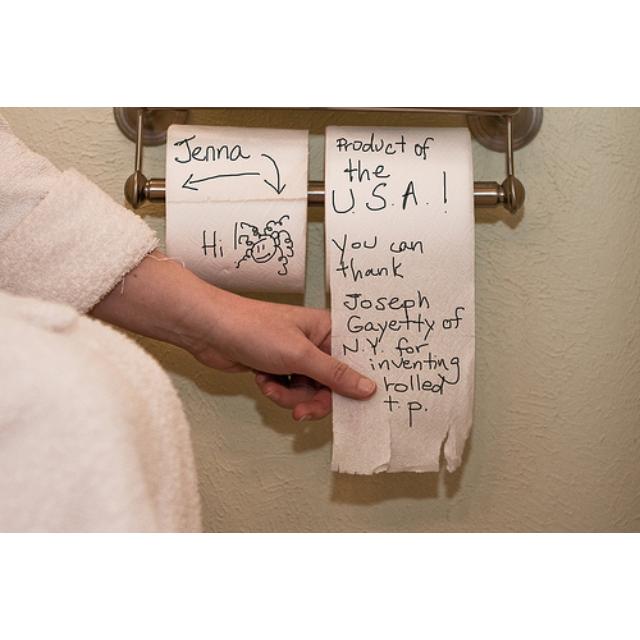 Jenna
Hi!
Product of
the
U.S.A.!
you can
thank
Joseph
Gayetty of
N.Y. for
inventing
rolled
t.p.